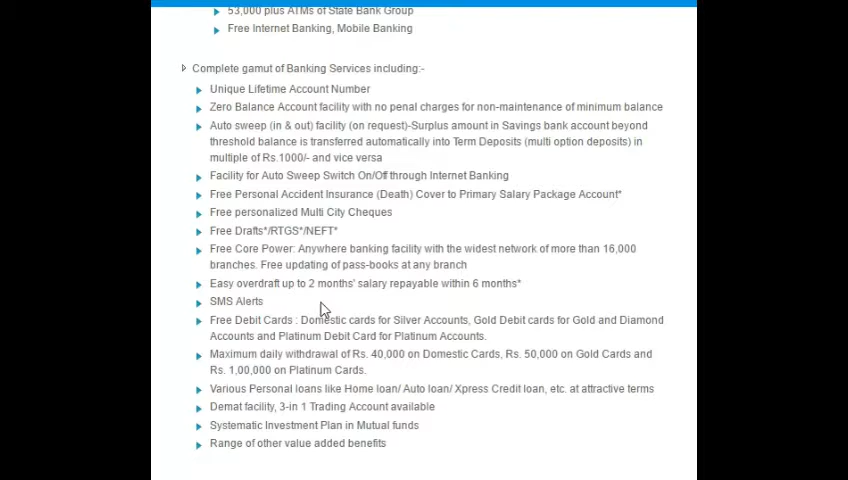 53,000 plus ATMs of State Bank Group
Free Internet Banking, Mobile Banking
Complete gamut of Banking Services including:-
Unique Lifetime Account Number
Zero Balance Account facility with no penal charges for non-maintenance of minimum balance
Auto sweep (in & out) facility (on request)-Surplus amount in Savings bank account beyond
threshold balance is transferred automatically into Term Deposits (multi option deposits) in
multiple of Rs.1000/- and vice versa
Facility for Auto Sweep Switch On/Off through Internet Banking
Free Personal Accident Insurance (Death) Cover to Primary Salary Package Account*
Free personalized Multi City Cheques
Free Drafts*/RTGS*/NEFT*
Free Core Power: Anywhere banking facility with the widest network of more than 16,000
branches. Free updating of pass-books at any branch
Easy overdraft up to 2 months' salary repayable within 6 months*
SMS Alerts
Free Debit Cards : Domestic cards for Silver Accounts, Gold Debit cards for Gold and Diamond
Accounts and Platinum Debit Card for Platinum Accounts.
Maximum daily withdrawal of Rs. 40,000 on Domestic Cards, Rs. 50,000 on Gold Cards and
Rs. 1,00,000 on Platinum Cards.
Various Personal loans like Home loan/ Auto loan/ Xpress Credit loan, etc. at attractive terms
Demat facility, 3-in 1 Trading Account available
Systematic Investment Plan in Mutual funds
Range of other value added benefits